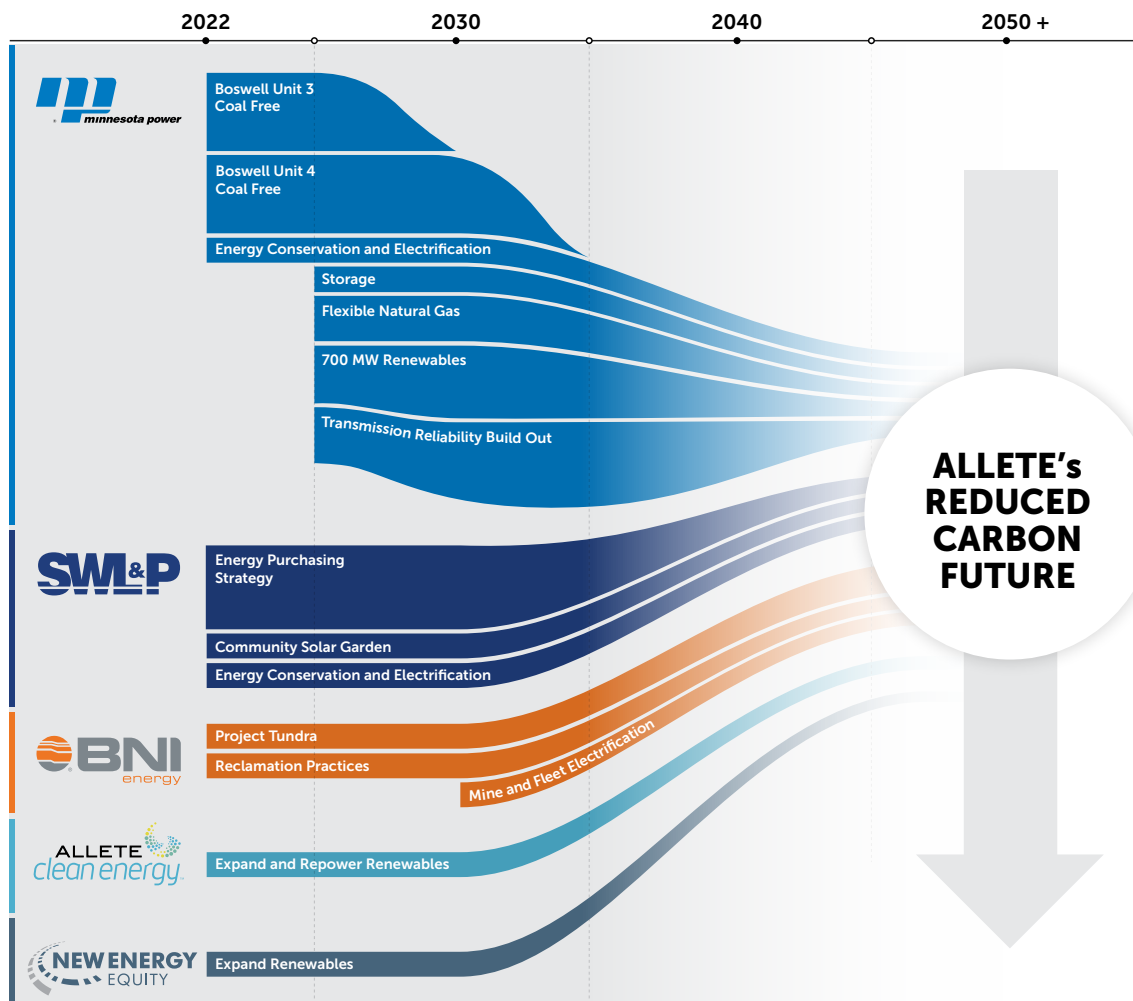 2022 2030 2040 2050 +
minnesota power
Boswell Unit 3
Coal Free
Boswell Unit 4
Coal Free
Energy Conservation and Electrification
Storage
Flexible Natural Gas
700 MW Renewables
Transmission Reliability Build Out
ALLETE's
REDUCED
CARBON
FUTURE
SWL&P
Energy Purchasing
Strategy
Community Solar Garden
Energy Conservation and Electrification
BNI
energy
Project Tundra
Reclamation Practices
Mine and Fleet Electrification
ALLETE
clean energy
Expand and Repower Renewables
NEW ENERGY
EQUITY
Expand Renewables